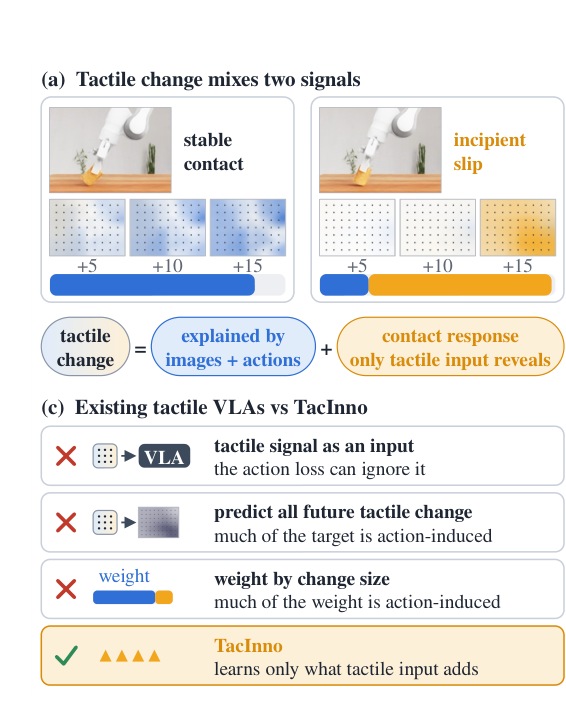 (a) Tactile change mixes two signals
stable
contact
+5 +10 +15
incipient
slip
+5 +10 +15
tactile
change
=
explained by
images + actions
+
contact response
only tactile input reveals
(c) Existing tactile VLAs vs TacInno
VLA
tactile signal as an input
the action loss can ignore it
predict all future tactile change
much of the target is action-induced
weight
weight by change size
much of the weight is action-induced
TacInno
learns only what tactile input adds